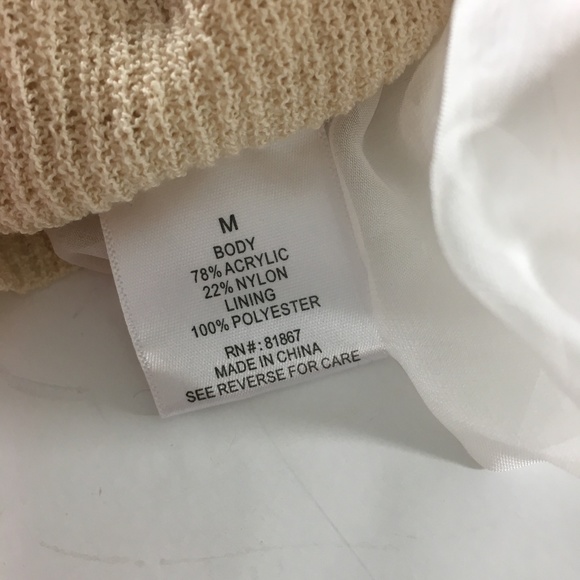 M
BODY
78% ACRYLIC
22% NYLON
LINING
100% POLYESTER
RN#: 81867
MADE IN CHINA
SEE REVERSE FOR CARE